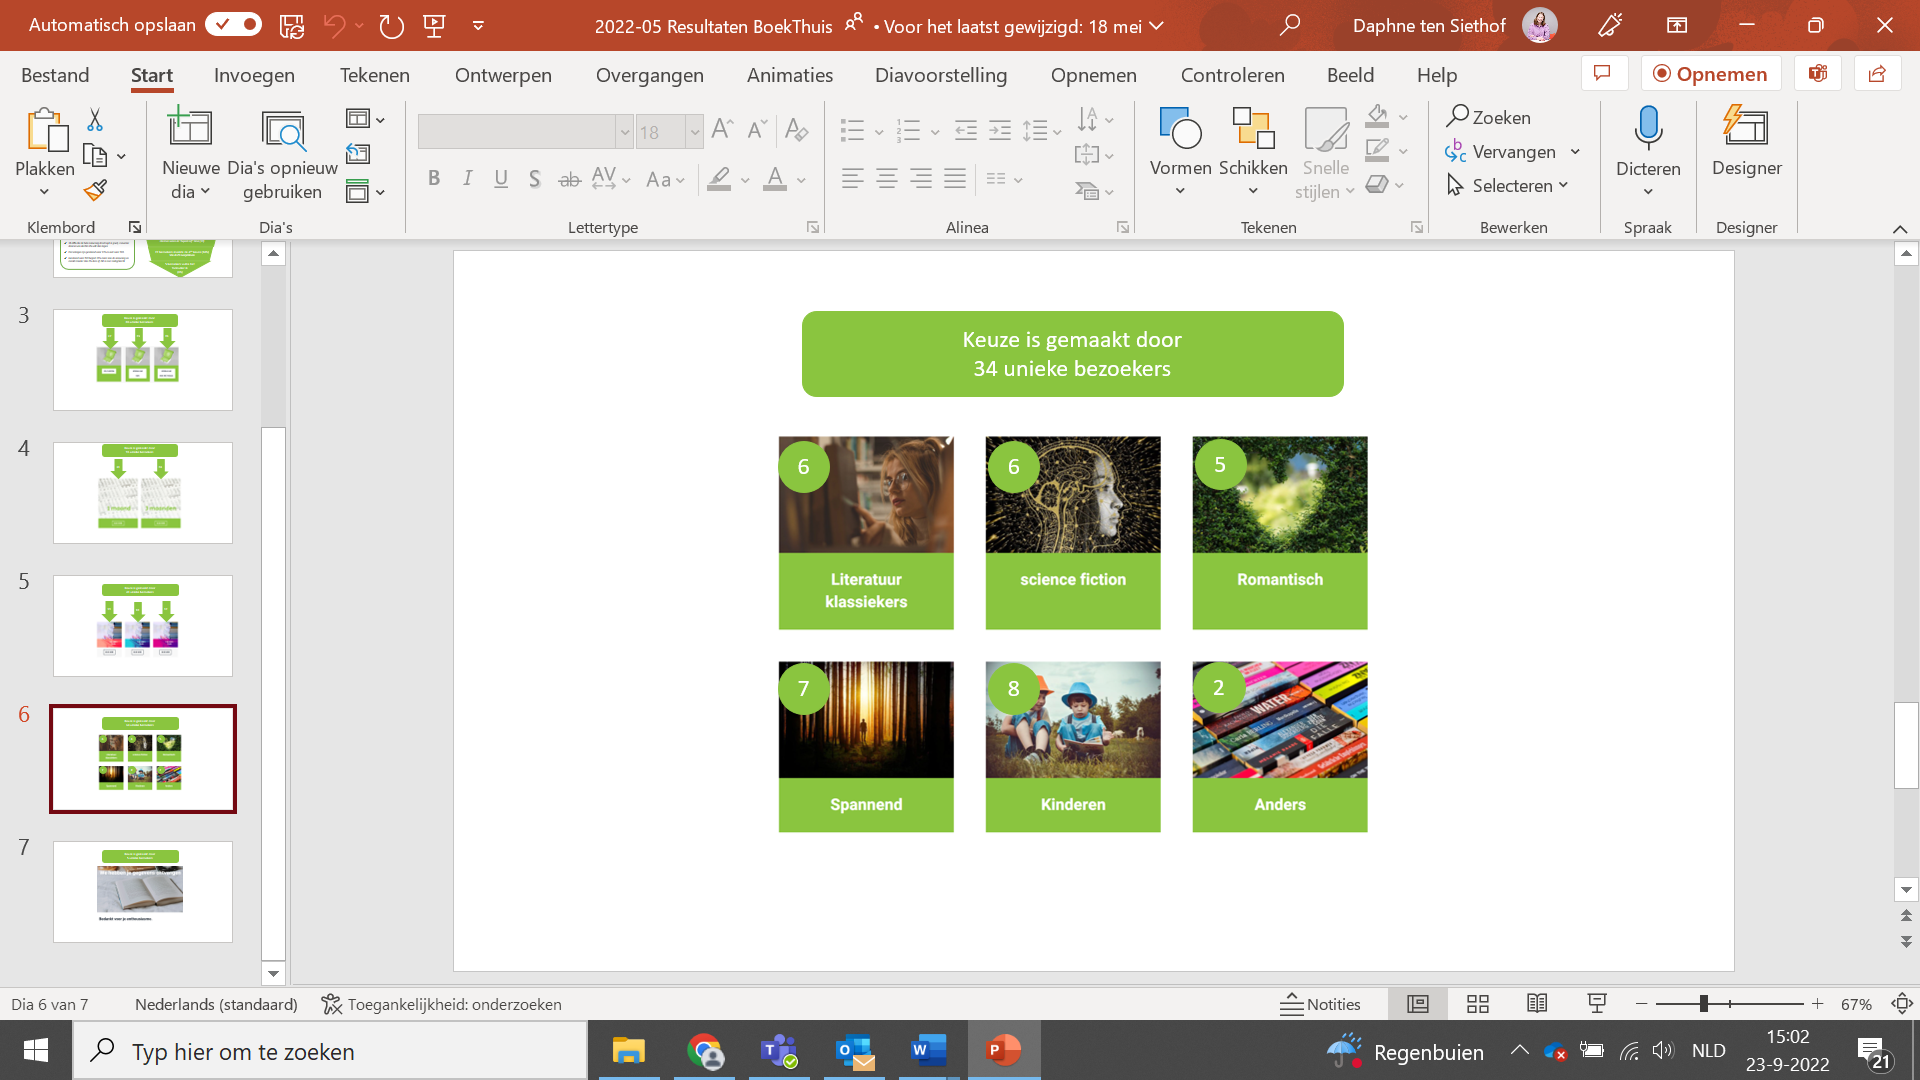 Automatisch opslaan
2022-05 Resultaten BoekThuis
• Voor het laatst gewijzigd: 18 mei
Daphne ten Siethof
Bestand
Start
Invoegen
Tekenen
Ontwerpen
Overgangen
Animaties
Diavoorstelling
Opnemen
Controleren
Beeld
Help
Opnemen
Plakken
Nieuwe
dia
Dia's opnieuw
gebruiken
18
Vormen
Schikken
Snelle
stijlen
Zoeken
Vervangen
Selecteren
Dicteren
Designer
Klembord
Dia's
Lettertype
Alinea
Tekenen
Bewerken
Spraak
Designer
3
4
5
6
7
Keuze is gemaakt door
34 unieke bezoekers
6
6
5
Literatuur
klassiekers
science fiction
Romantisch
7
8
2
WATER
Spannend
Kinderen
Anders
Dia 6 van 7
Nederlands (standaard)
Toegankelijkheid: onderzoeken
Notities
67%
Typ hier om te zoeken
Regenbuien
NLD
15:02
23-9-2022
21